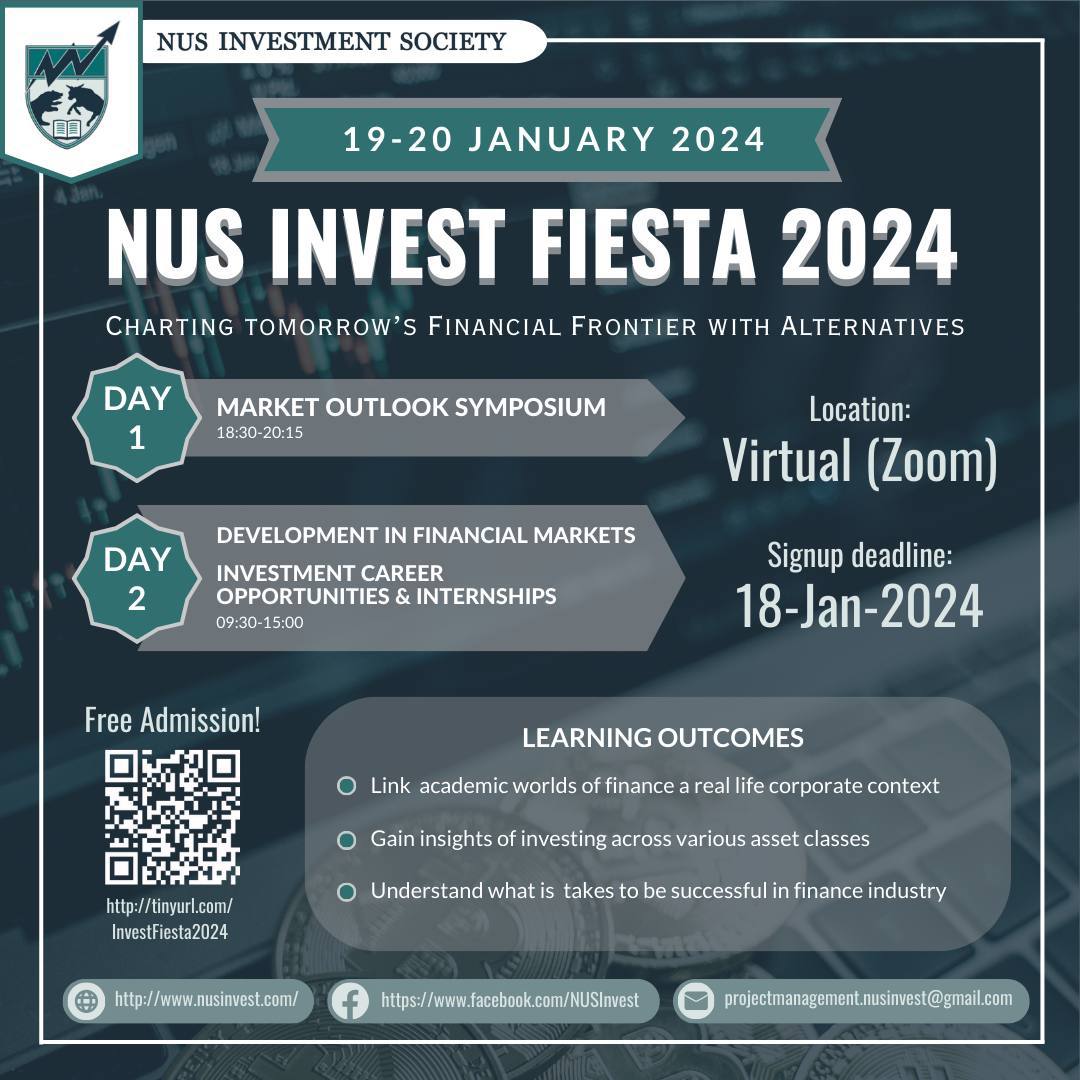 NUS INVESTMENT SOCIETY
19-20 JANUARY 2024
NUS INVEST FIESTA 2024
CHARTING TOMORROW'S FINANCIAL FRONTIER WITH ALTERNATIVES
DAY
1
MARKET OUTLOOK SYMPOSIUM
18:30-20:15
Location:
Virtual (Zoom)
DAY
2
DEVELOPMENT IN FINANCIAL MARKETS
INVESTMENT CAREER
OPPORTUNITIES & INTERNSHIPS
09:30-15:00
Signup deadline:
18-Jan-2024
Free Admission!
http://tinyurl.com/
InvestFiesta2024
LEARNING OUTCOMES
Link academic worlds of finance a real life corporate context
Gain insights of investing across various asset classes
Understand what is takes to be successful in finance industry
http://www.nusinvest.com/
https://www.facebook.com/NUSInvest
projectmanagement.nusinvest@gmail.com